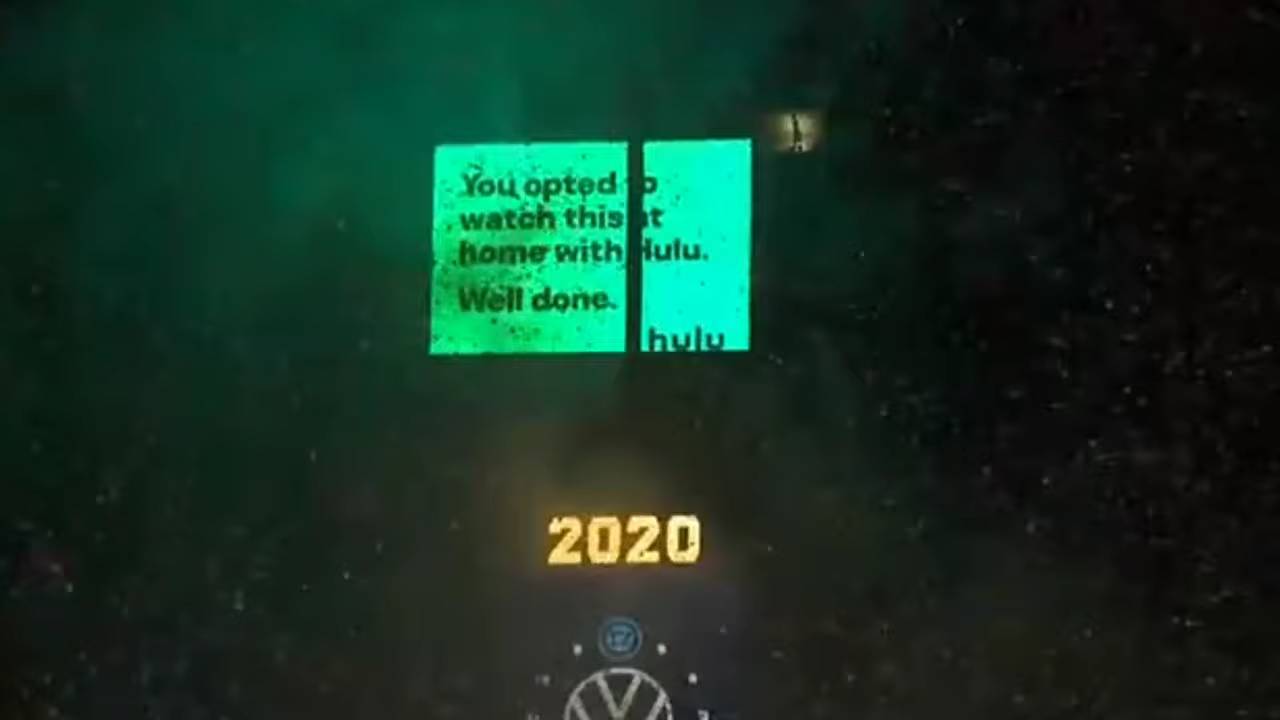 You opted to
watch this at
home with Hulu.
Well done.
hulu
2020